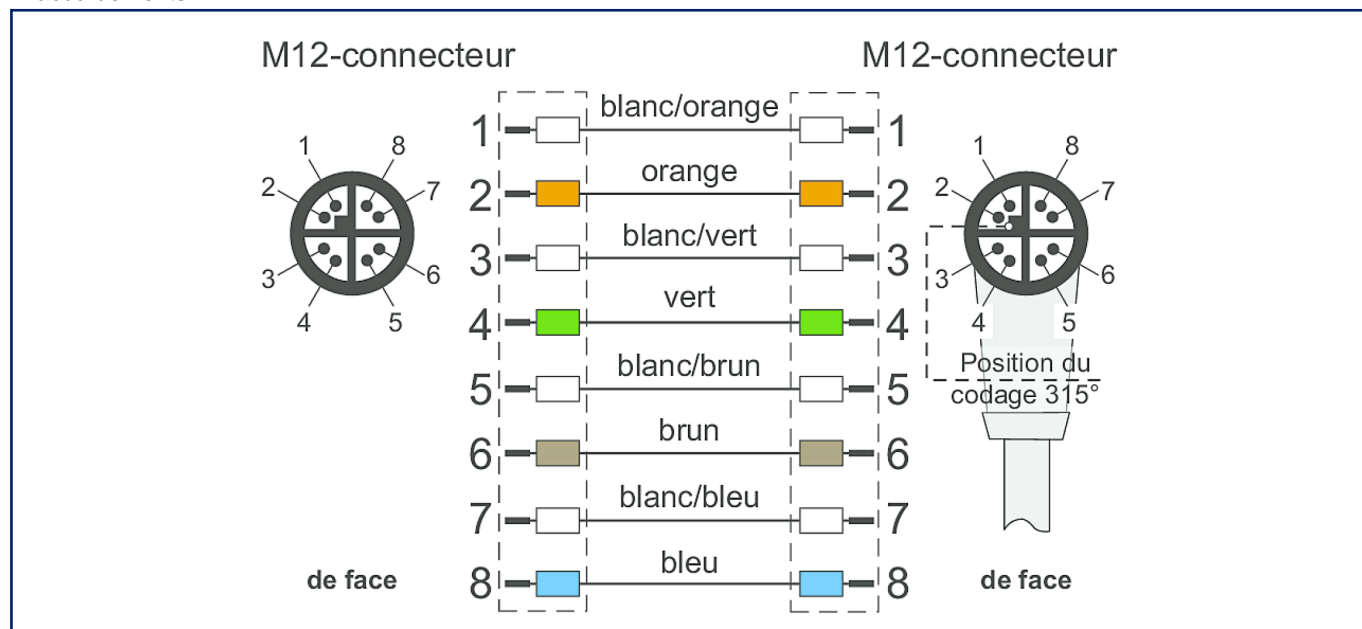 M12-connecteur M12-connecteur
1 blanc/orange 1
1 8 1 8
2 7 orange 2 7
2 2
3 blanc/vert 3
3 6 3 6
4 5 vert 4 5
4 4
5 blanc/brun 5
Position du
codage 315°
6 brun 6
7 blanc/bleu 7
8 bleu 8
de face de face